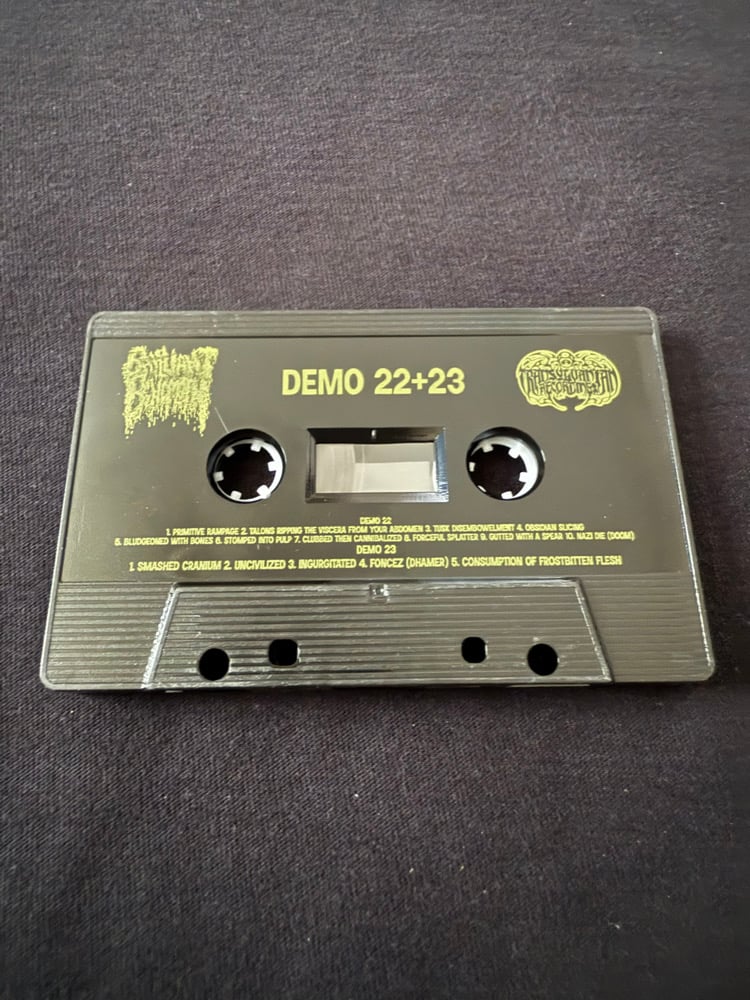 DEMO 22+23
TRANSYLVANIAN
RECORDINGS
DEMO 22
1. PRIMITIVE RAMPAGE 2. TALONS RIPPING THE VISCERA FROM YOUR ABDOMEN 3. TUSK DISEMBOWELMENT 4. OBSIDIAN SLICING
5. BLUDGEONED WITH BONES 6. STOMPED INTO PULP 7. CLUBBED THEN CANNIBALIZED 8. FORCEFUL SPLATTER 9. GUTTED WITH A SPEAR 10. NAZI DIE (DOOM)
DEMO 23
1. SMASHED CRANIUM 2. UNCIVILIZED 3. INGURGITATED 4. FONCEZ (DHAMER) 5. CONSUMPTION OF FROSTBITTEN FLESH